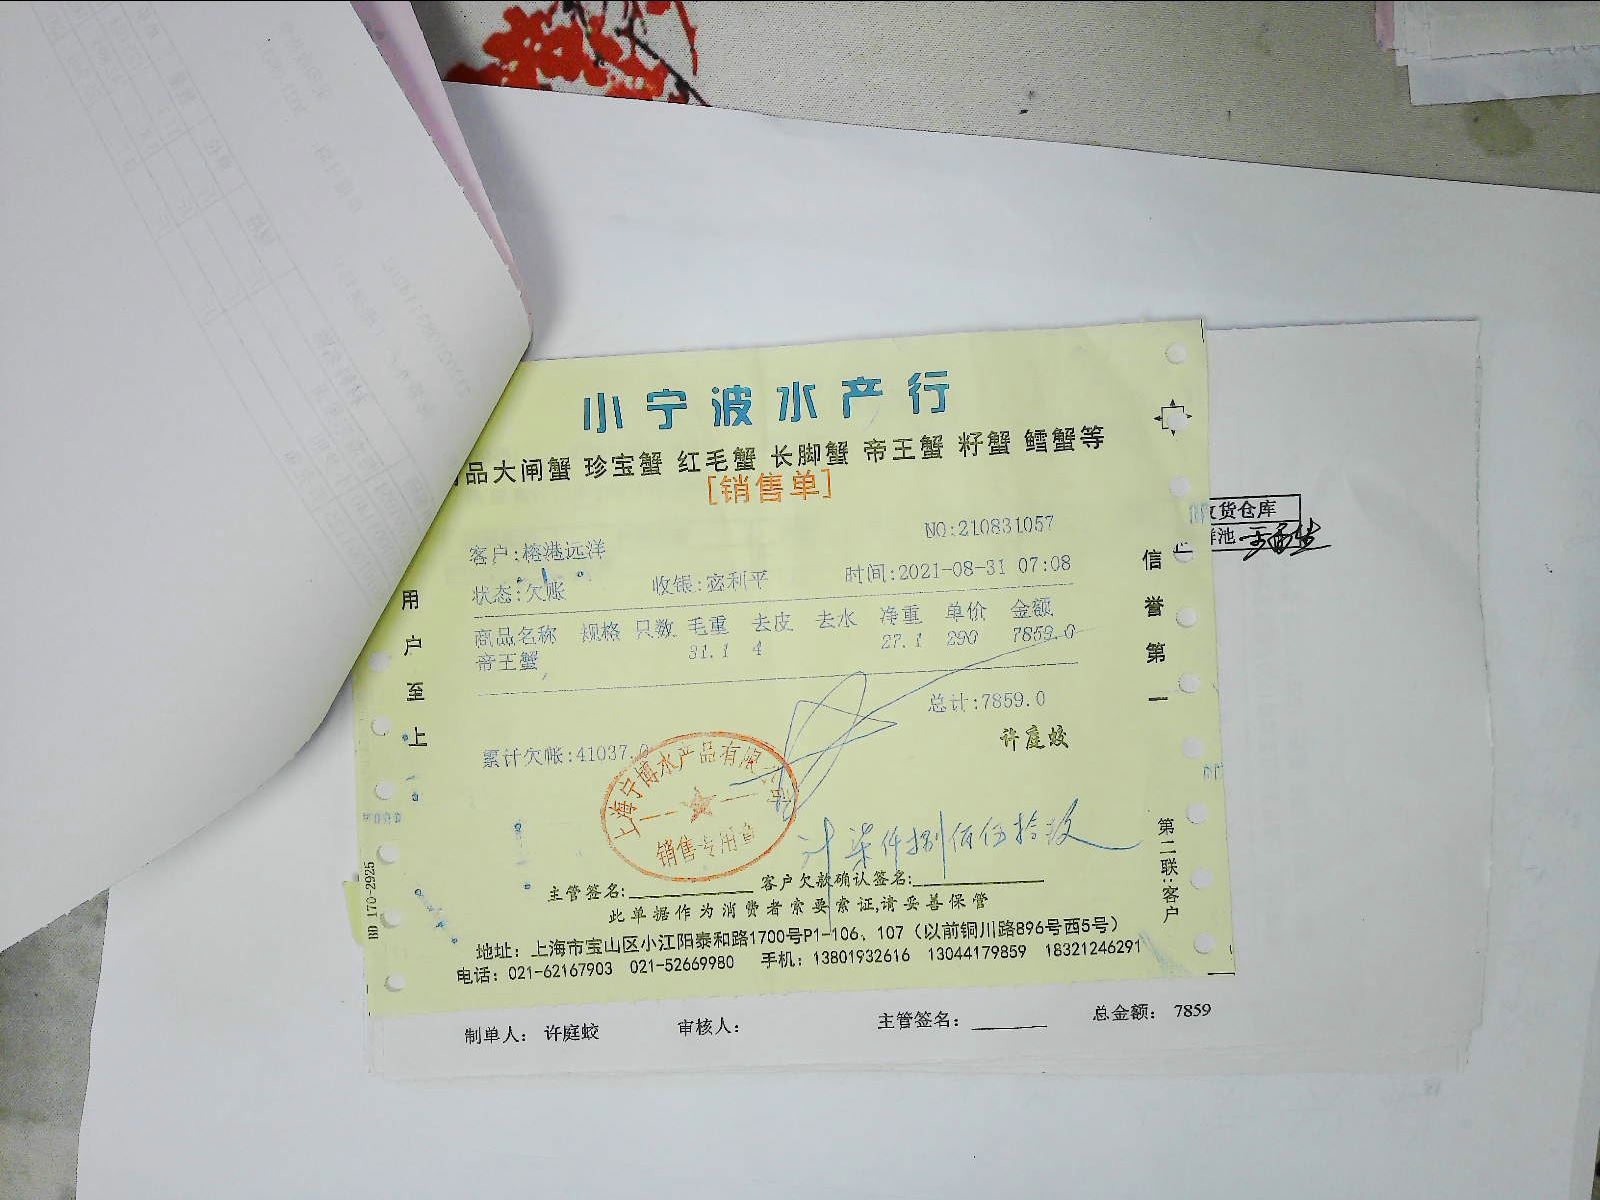 小宁波水产行
品大闸蟹 珍宝蟹 红毛蟹 长脚蟹 帝王蟹 籽蟹 鳕蟹等
[销售单]
NO:210831057
客户:榕港远洋
状态:欠账 收银:宓利平 时间:2021-08-31 07:08
商品名称 规格 只数 毛重 去皮 去水 净重 单价 金额
帝王蟹 31.1 4 27.1 290 7859.0
总计:7859.0
累计欠帐:41037.0
许庭蛟
上海宁博水产品有限公司
销售专用章
计柒仟捌佰伍拾玖
主管签名: 客户欠款确认签名:
此单据作为消费者索要索证,请妥善保管
地址：上海市宝山区小江阳泰和路1700号P1-106、107（以前铜川路896号西5号）
电话：021-62167903 021-52669980 手机：13801932616 13044179859 18321246291
用户至上
信誉第一
第二联:客户
170-2925
货仓库
池
制单人： 许庭蛟 审核人： 主管签名： 总金额： 7859